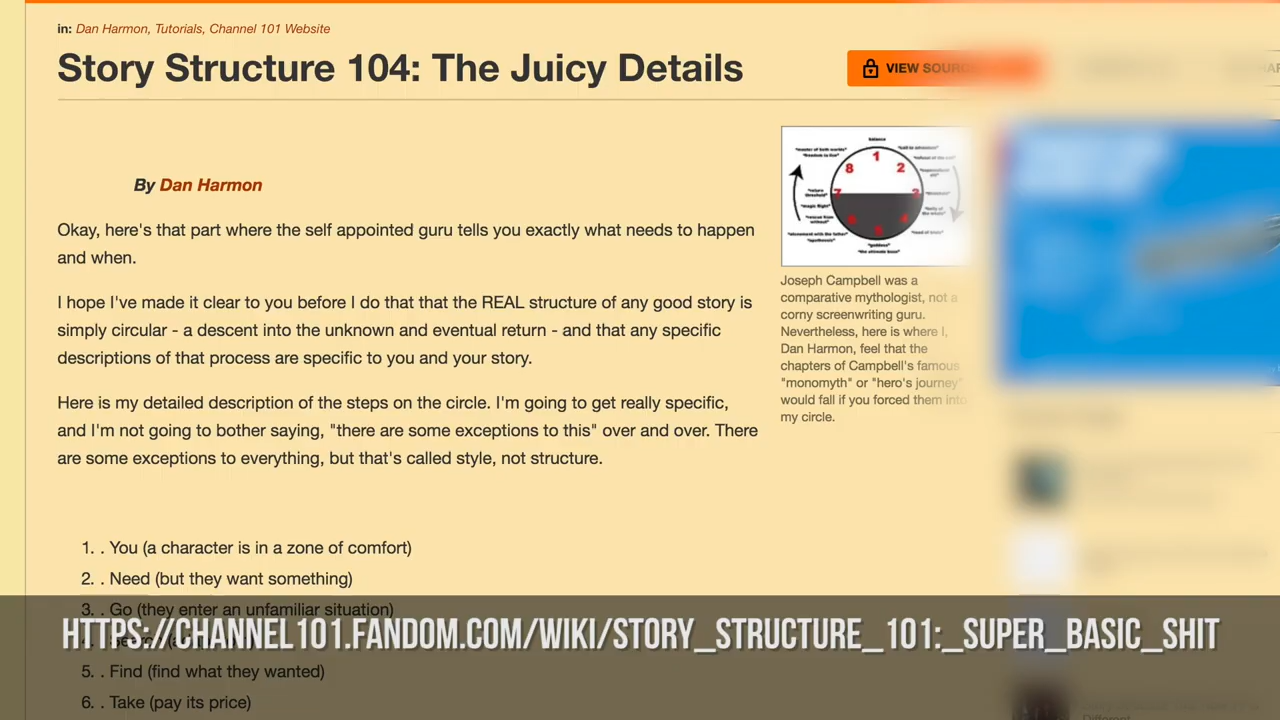 in: Dan Harmon, Tutorials, Channel 101 Website
Story Structure 104: The Juicy Details
VIEW SOURCE
By Dan Harmon
Okay, here's that part where the self appointed guru tells you exactly what needs to happen
and when.
I hope I've made it clear to you before I do that that the REAL structure of any good story is
simply circular - a descent into the unknown and eventual return - and that any specific
descriptions of that process are specific to you and your story.
Here is my detailed description of the steps on the circle. I'm going to get really specific,
and I'm not going to bother saying, "there are some exceptions to this" over and over. There
are some exceptions to everything, but that's called style, not structure.
balance
1
2
8
7
Joseph Campbell was a
comparative mythologist, not a
corny screenwriting guru.
Nevertheless, here is where I,
Dan Harmon, feel that the
chapters of Campbell's famous
"monomyth" or "hero's journey"
would fall if you forced them into
my circle.
1. . You (a character is in a zone of comfort)
2. . Need (but they want something)
3. . Go (they enter an unfamiliar situation)
HTTPS://CHANNEL101.FANDOM.COM/WIKI/STORY_STRUCTURE_101:_SUPER_BASIC_SHIT
5. . Find (find what they wanted)
6. . Take (pay its price)